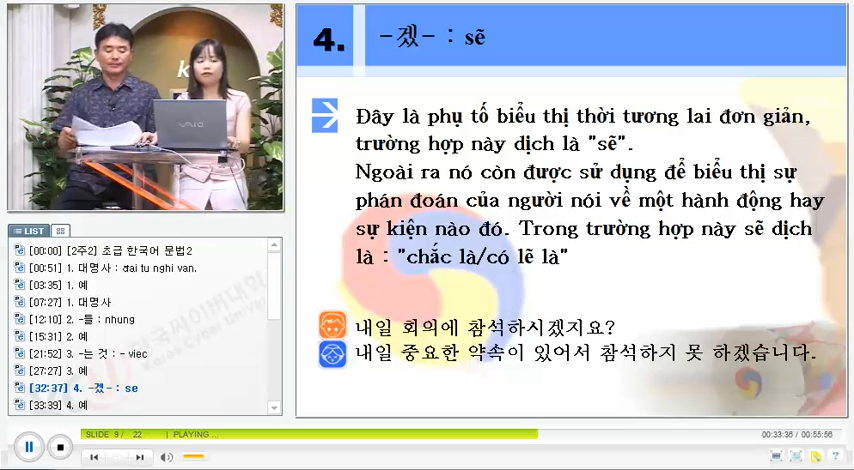 4.
-겠- : sẽ
Đây là phụ tố biểu thị thời tương lai đơn giản,
trường hợp này dịch là "sẽ".
Ngoài ra nó còn được sử dụng để biểu thị sự
phán đoán của người nói về một hành động hay
sự kiện nào đó. Trong trường hợp này sẽ dịch
là : "chắc là/có lẽ là"
내일 회의에 참석하시겠지요?
내일 중요한 약속이 있어서 참석하지 못 하겠습니다.
VAIO
LIST
[00:00] [2주2] 초급 한국어 문법2
[00:51] 1. 대명사 : đai tu nghi van.
[03:35] 1. 예
[07:27] 1. 대명사
[12:10] 2. -들 : nhung
[15:31] 2. 예
[21:52] 3. -는 것 : - viec
[27:27] 3. 예
[32:37] 4. -겠- : se
[33:39] 4. 예
SLIDE 9 / 22 | PLAYING ...
00:33:36 / 00:55:56